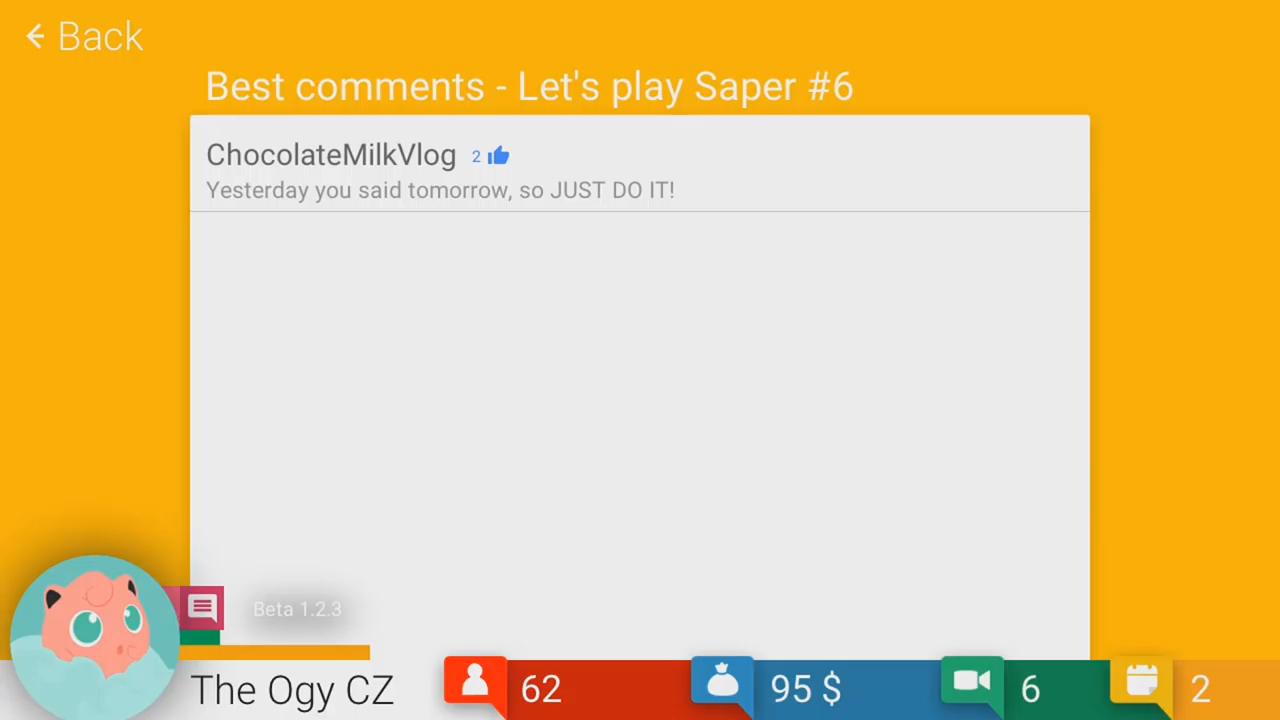 Back
Best comments - Let's play Saper #6
ChocolateMilkVlog 2
Yesterday you said tomorrow, so JUST DO IT!
Beta 1.2.3
The Ogy CZ 62 95 $ 6 2